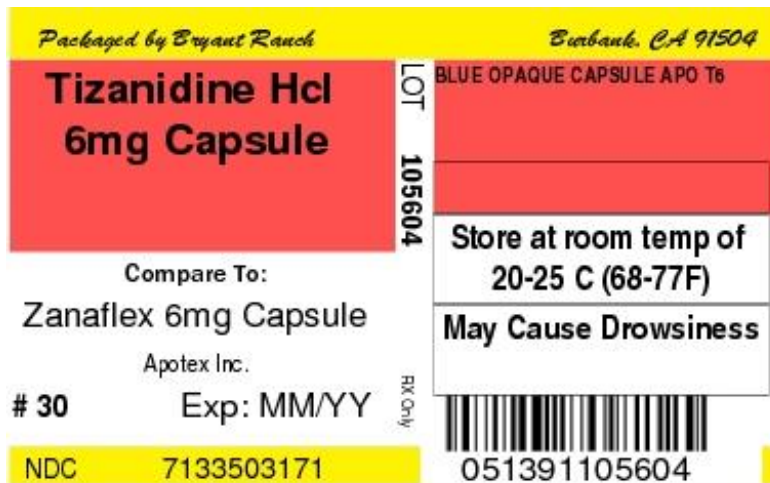 Packaged by Bryant Ranch
Burbank, CA 91504
Tizanidine Hcl
6mg Capsule
Compare To:
Zanaflex 6mg Capsule
Apotex Inc.
# 30
Exp: MM/YY
NDC 7133503171
LOT 105604
RX Only
BLUE OPAQUE CAPSULE APO T6
Store at room temp of
20-25 C (68-77F)
May Cause Drowsiness
051391105604